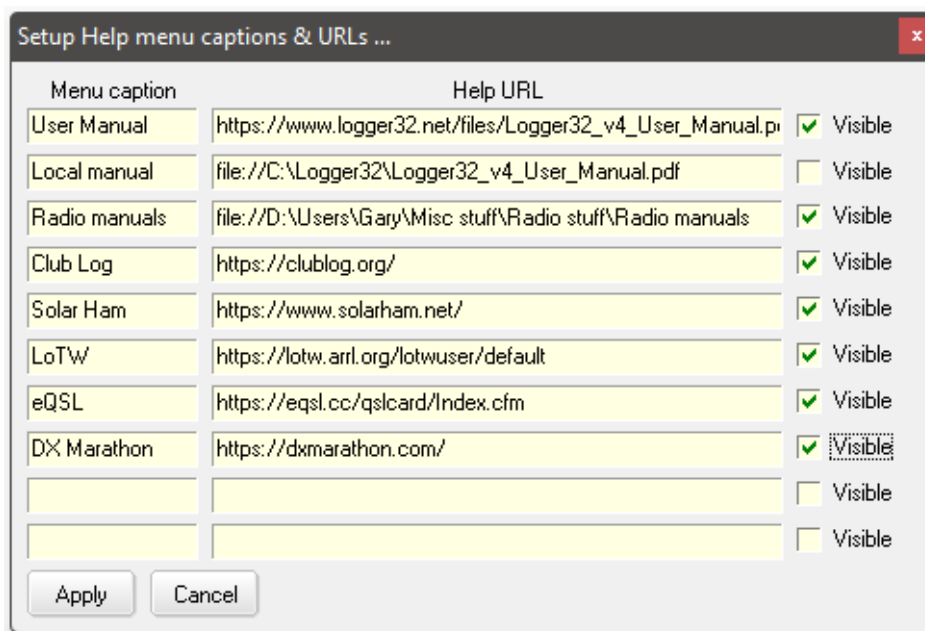 Setup Help menu captions & URLs ...
x
Menu caption Help URL
User Manual https://www.logger32.net/files/Logger32_v4_User_Manual.p Visible
Local manual file://C:\Logger32\Logger32_v4_User_Manual.pdf Visible
Radio manuals file://D:\Users\Gary\Misc stuff\Radio stuff\Radio manuals Visible
Club Log https://clublog.org/ Visible
Solar Ham https://www.solarham.net/ Visible
LoTW https://lotw.arrl.org/lotwuser/default Visible
eQSL https://eqsl.cc/qslcard/Index.cfm Visible
DX Marathon https://dxmarathon.com/ Visible
Visible
Visible
Apply Cancel